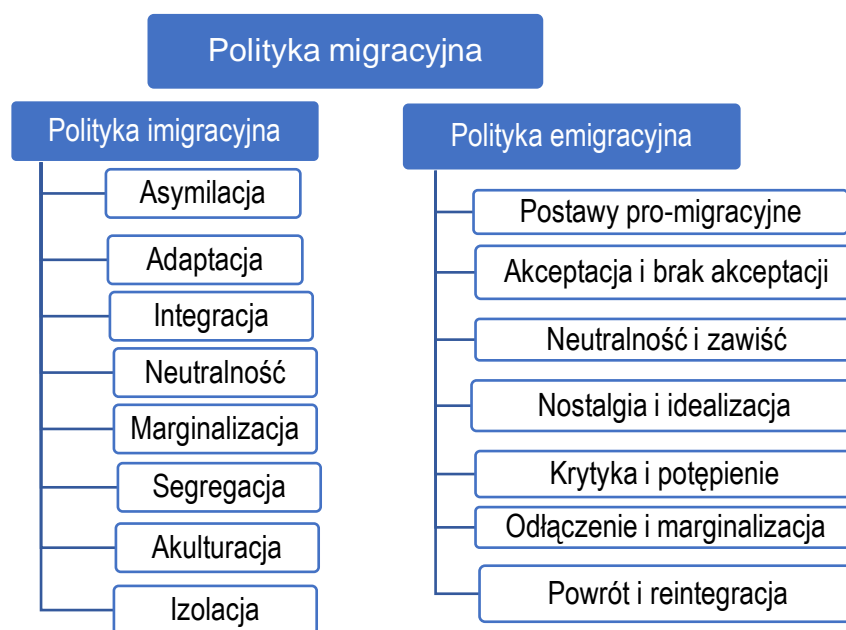 Polityka migracyjna
Polityka imigracyjna
Asymilacja
Adaptacja
Integracja
Neutralność
Marginalizacja
Segregacja
Akulturacja
Izolacja
Polityka emigracyjna
Postawy pro-migracyjne
Akceptacja i brak akceptacji
Neutralność i zawiść
Nostalgia i idealizacja
Krytyka i potępienie
Odłączenie i marginalizacja
Powrót i reintegracja